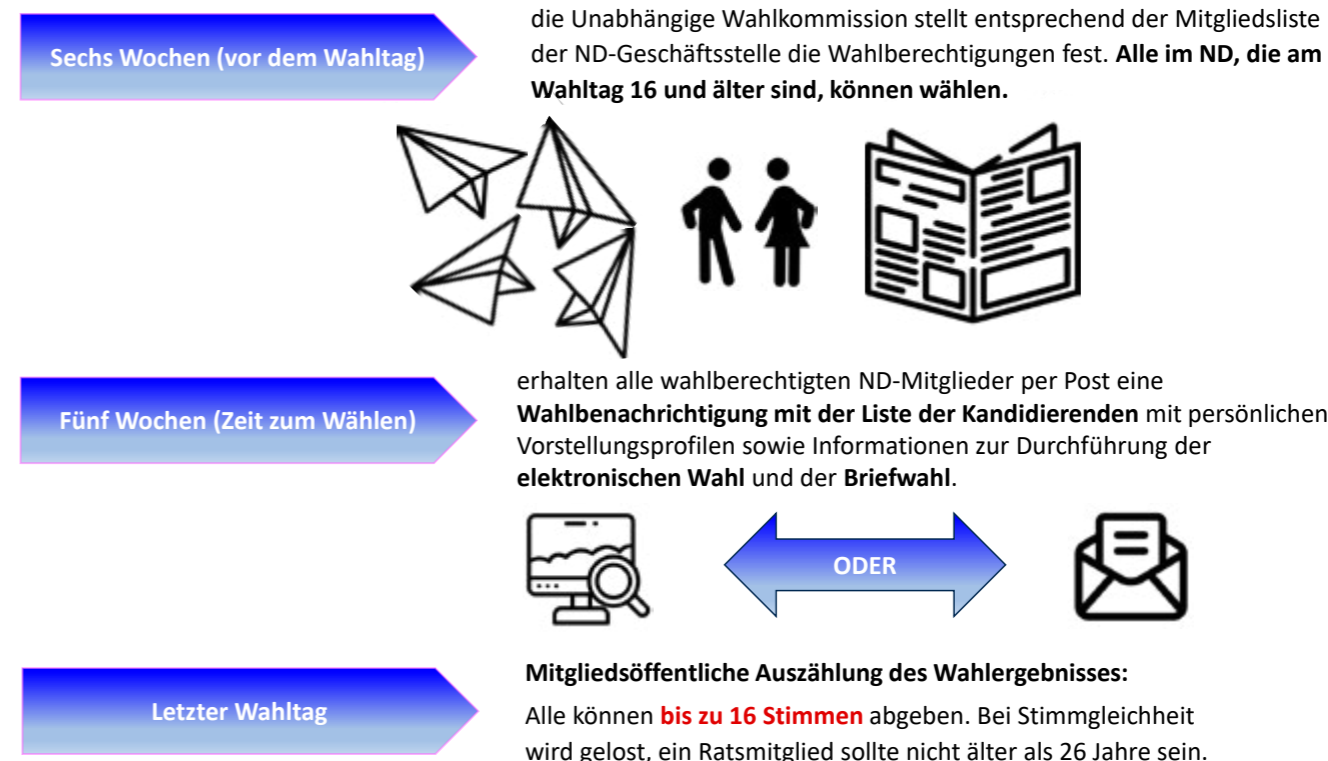 Sechs Wochen (vor dem Wahltag)
die Unabhängige Wahlkommission stellt entsprechend der Mitgliedsliste
der ND-Geschäftsstelle die Wahlberechtigungen fest. Alle im ND, die am
Wahltag 16 und älter sind, können wählen.
Fünf Wochen (Zeit zum Wählen)
erhalten alle wahlberechtigten ND-Mitglieder per Post eine
Wahlbenachrichtigung mit der Liste der Kandidierenden mit persönlichen
Vorstellungsprofilen sowie Informationen zur Durchführung der
elektronischen Wahl und der Briefwahl.
ODER
Letzter Wahltag
Mitgliedsöffentliche Auszählung des Wahlergebnisses:
Alle können bis zu 16 Stimmen abgeben. Bei Stimmgleichheit
wird gelost, ein Ratsmitglied sollte nicht älter als 26 Jahre sein.